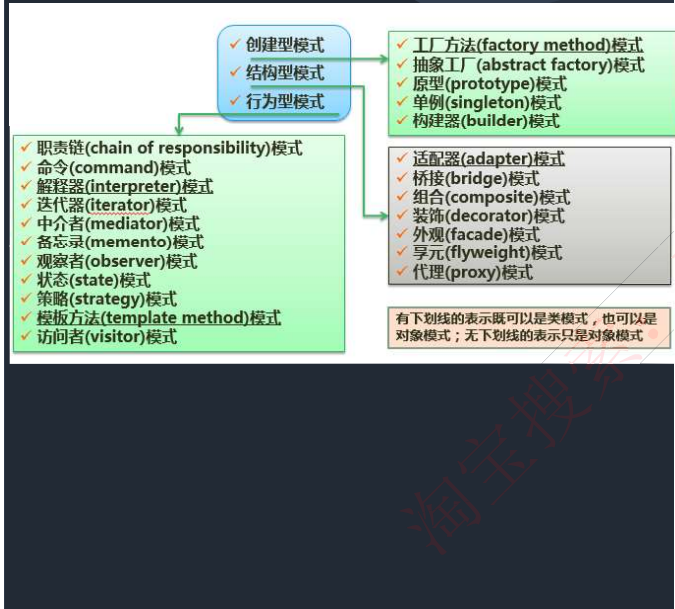 创建型模式
结构型模式
行为型模式
工厂方法(factory method)模式
抽象工厂(abstract factory)模式
原型(prototype)模式
单例(singleton)模式
构建器(builder)模式
职责链(chain of responsibility)模式
命令(command)模式
解释器(interpreter)模式
迭代器(iterator)模式
中介者(mediator)模式
备忘录(memento)模式
观察者(observer)模式
状态(state)模式
策略(strategy)模式
模板方法(template method)模式
访问者(visitor)模式
适配器(adapter)模式
桥接(bridge)模式
组合(composite)模式
装饰(decorator)模式
外观(facade)模式
享元(flyweight)模式
代理(proxy)模式
有下划线的表示既可以是类模式，也可以是
对象模式；无下划线的表示只是对象模式
淘宝搜索